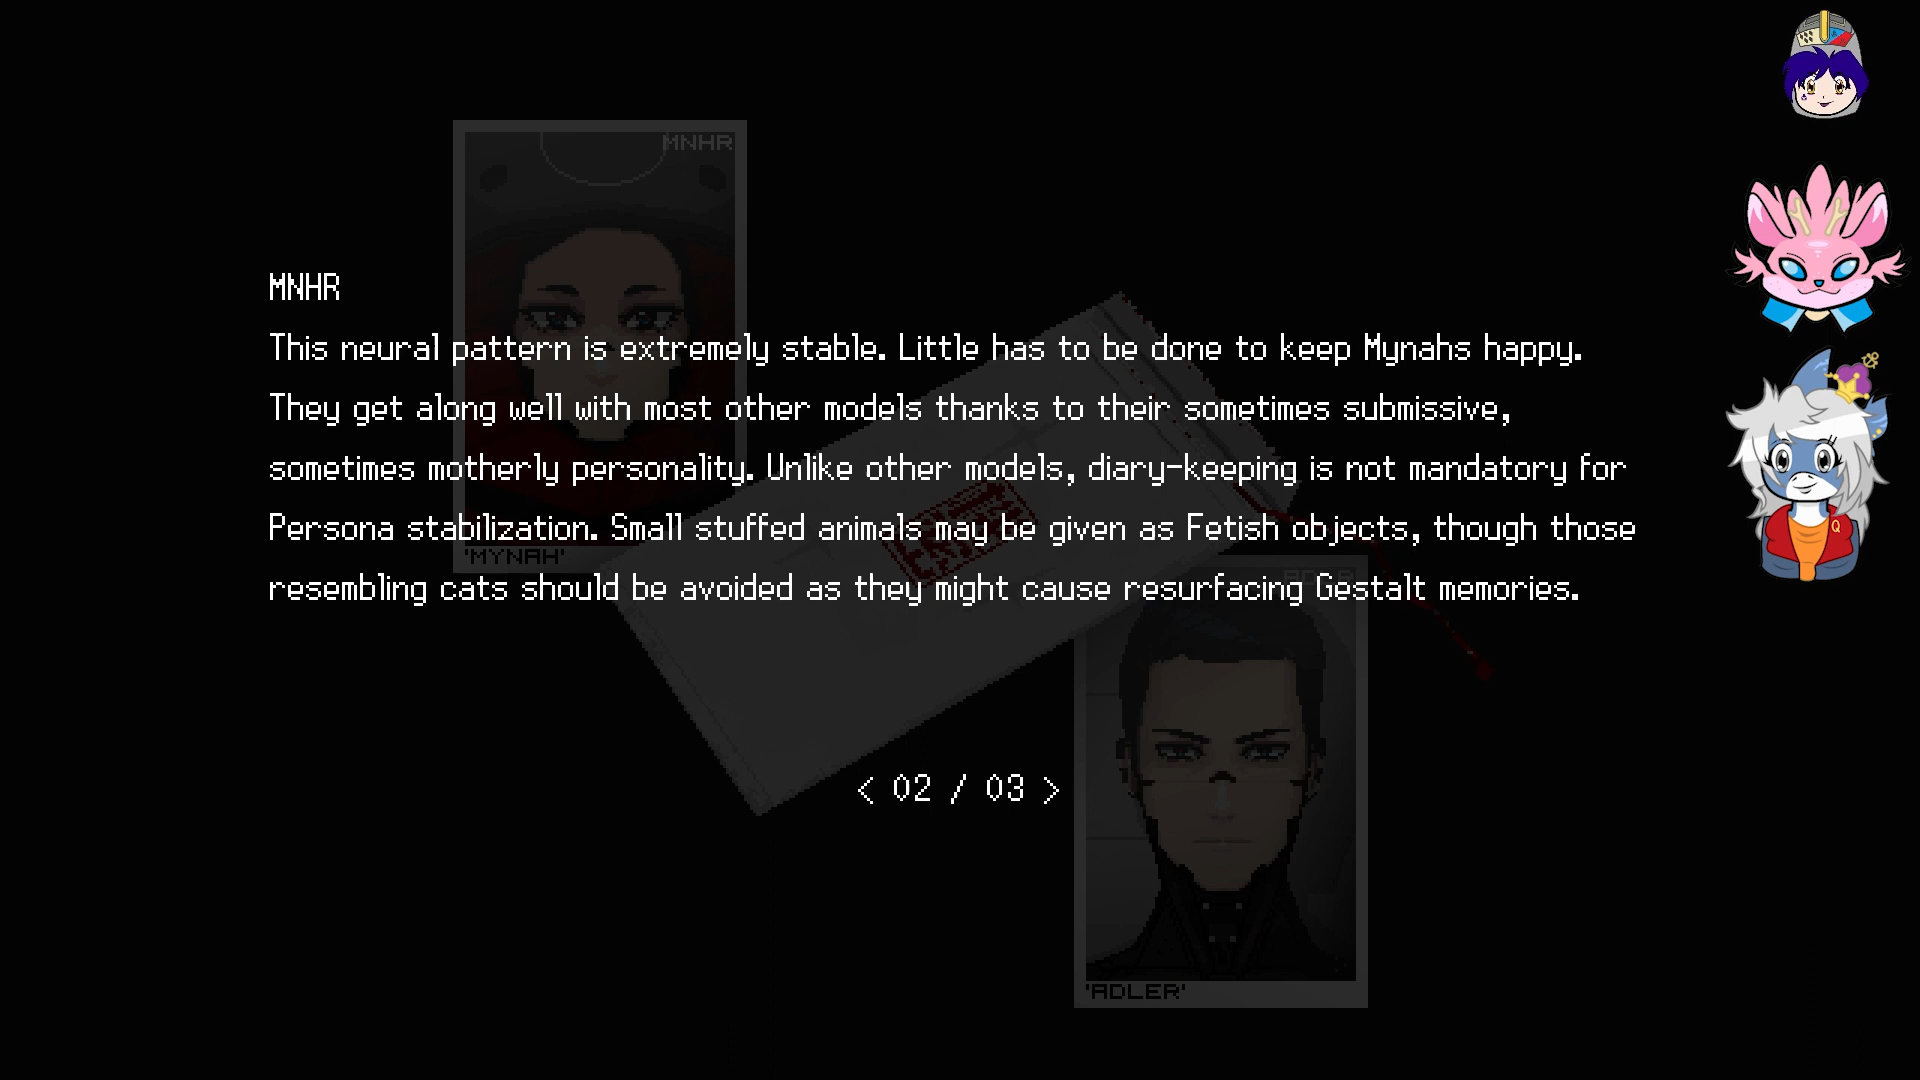 MNHR
MNHR
This neural pattern is extremely stable. Little has to be done to keep Mynahs happy.
They get along well with most other models thanks to their sometimes submissive,
sometimes motherly personality. Unlike other models, diary-keeping is not mandatory for
Persona stabilization. Small stuffed animals may be given as Fetish objects, though those
resembling cats should be avoided as they might cause resurfacing Gestalt memories.
'MYNAH'
Q
< 02 / 03 >
'ADLER'